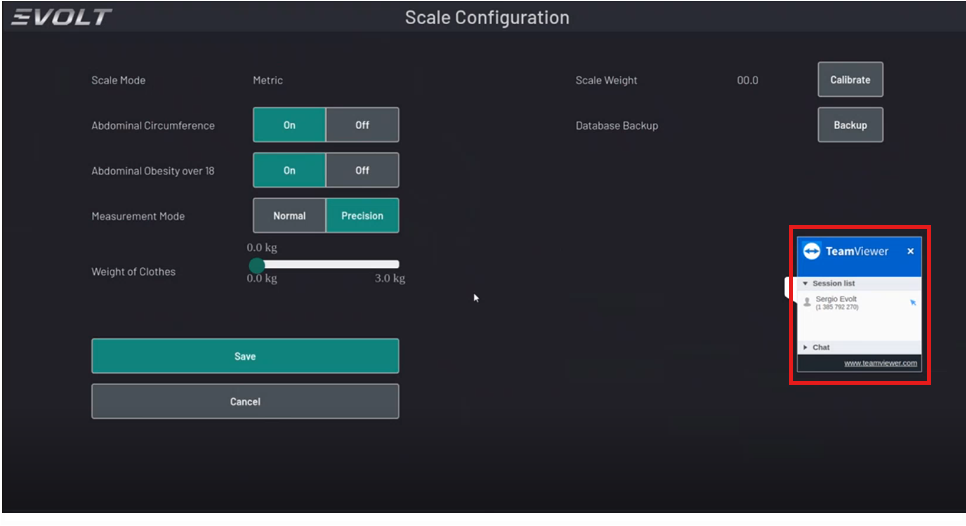 EVOLT
Scale Configuration
Scale Mode Metric
Scale Weight 00.0 Calibrate
Abdominal Circumference On Off
Database Backup Backup
Abdominal Obesity over 18 On Off
Measurement Mode Normal Precision
0.0 kg
Weight of Clothes
0.0 kg 3.0 kg
TeamViewer ×
▼ Session list
Sergio Evolt
(1 385 792 270)
► Chat
www.teamviewer.com
Save
Cancel